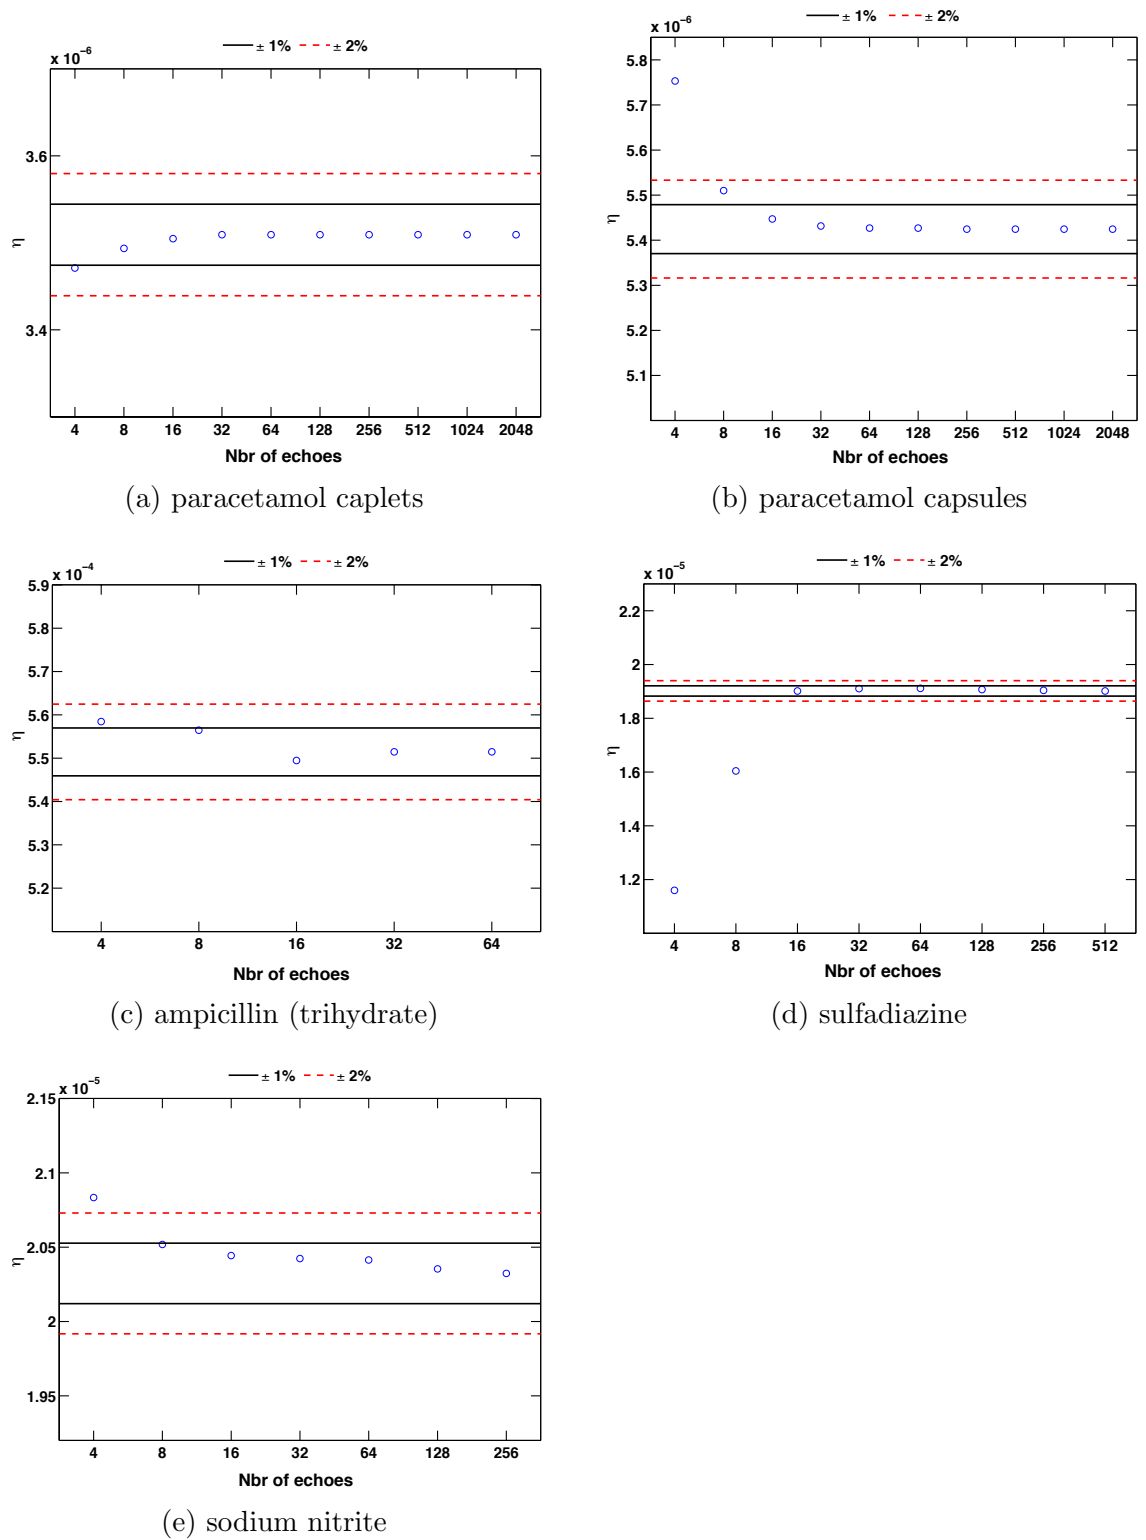 ± 1% ± 2%
x 10⁻⁶
3.6
3.4
η
4 8 16 32 64 128 256 512 1024 2048
Nbr of echoes
(a) paracetamol caplets
± 1% ± 2%
x 10⁻⁶
5.8
5.7
5.6
5.5
5.4
5.3
5.2
5.1
η
4 8 16 32 64 128 256 512 1024 2048
Nbr of echoes
(b) paracetamol capsules
± 1% ± 2%
x 10⁻⁴
5.9
5.8
5.7
5.6
5.5
5.4
5.3
5.2
η
4 8 16 32 64
Nbr of echoes
(c) ampicillin (trihydrate)
± 1% ± 2%
x 10⁻⁵
2.2
2
1.8
1.6
1.4
1.2
η
4 8 16 32 64 128 256 512
Nbr of echoes
(d) sulfadiazine
± 1% ± 2%
x 10⁻⁵
2.15
2.1
2.05
2
1.95
η
4 8 16 32 64 128 256
Nbr of echoes
(e) sodium nitrite